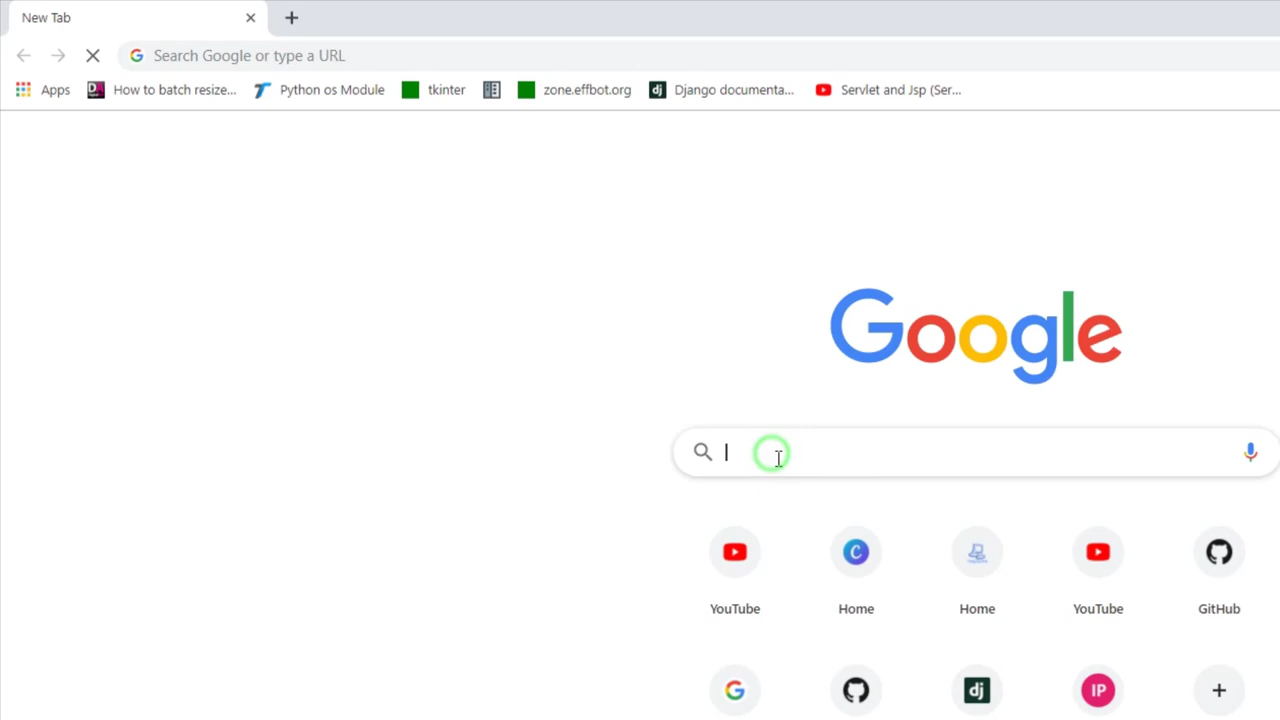 New Tab
Search Google or type a URL
Apps How to batch resize... Python os Module tkinter zone.effbot.org Django documenta... Servlet and Jsp (Ser...
Google
YouTube Home Home YouTube GitHub
dj IP